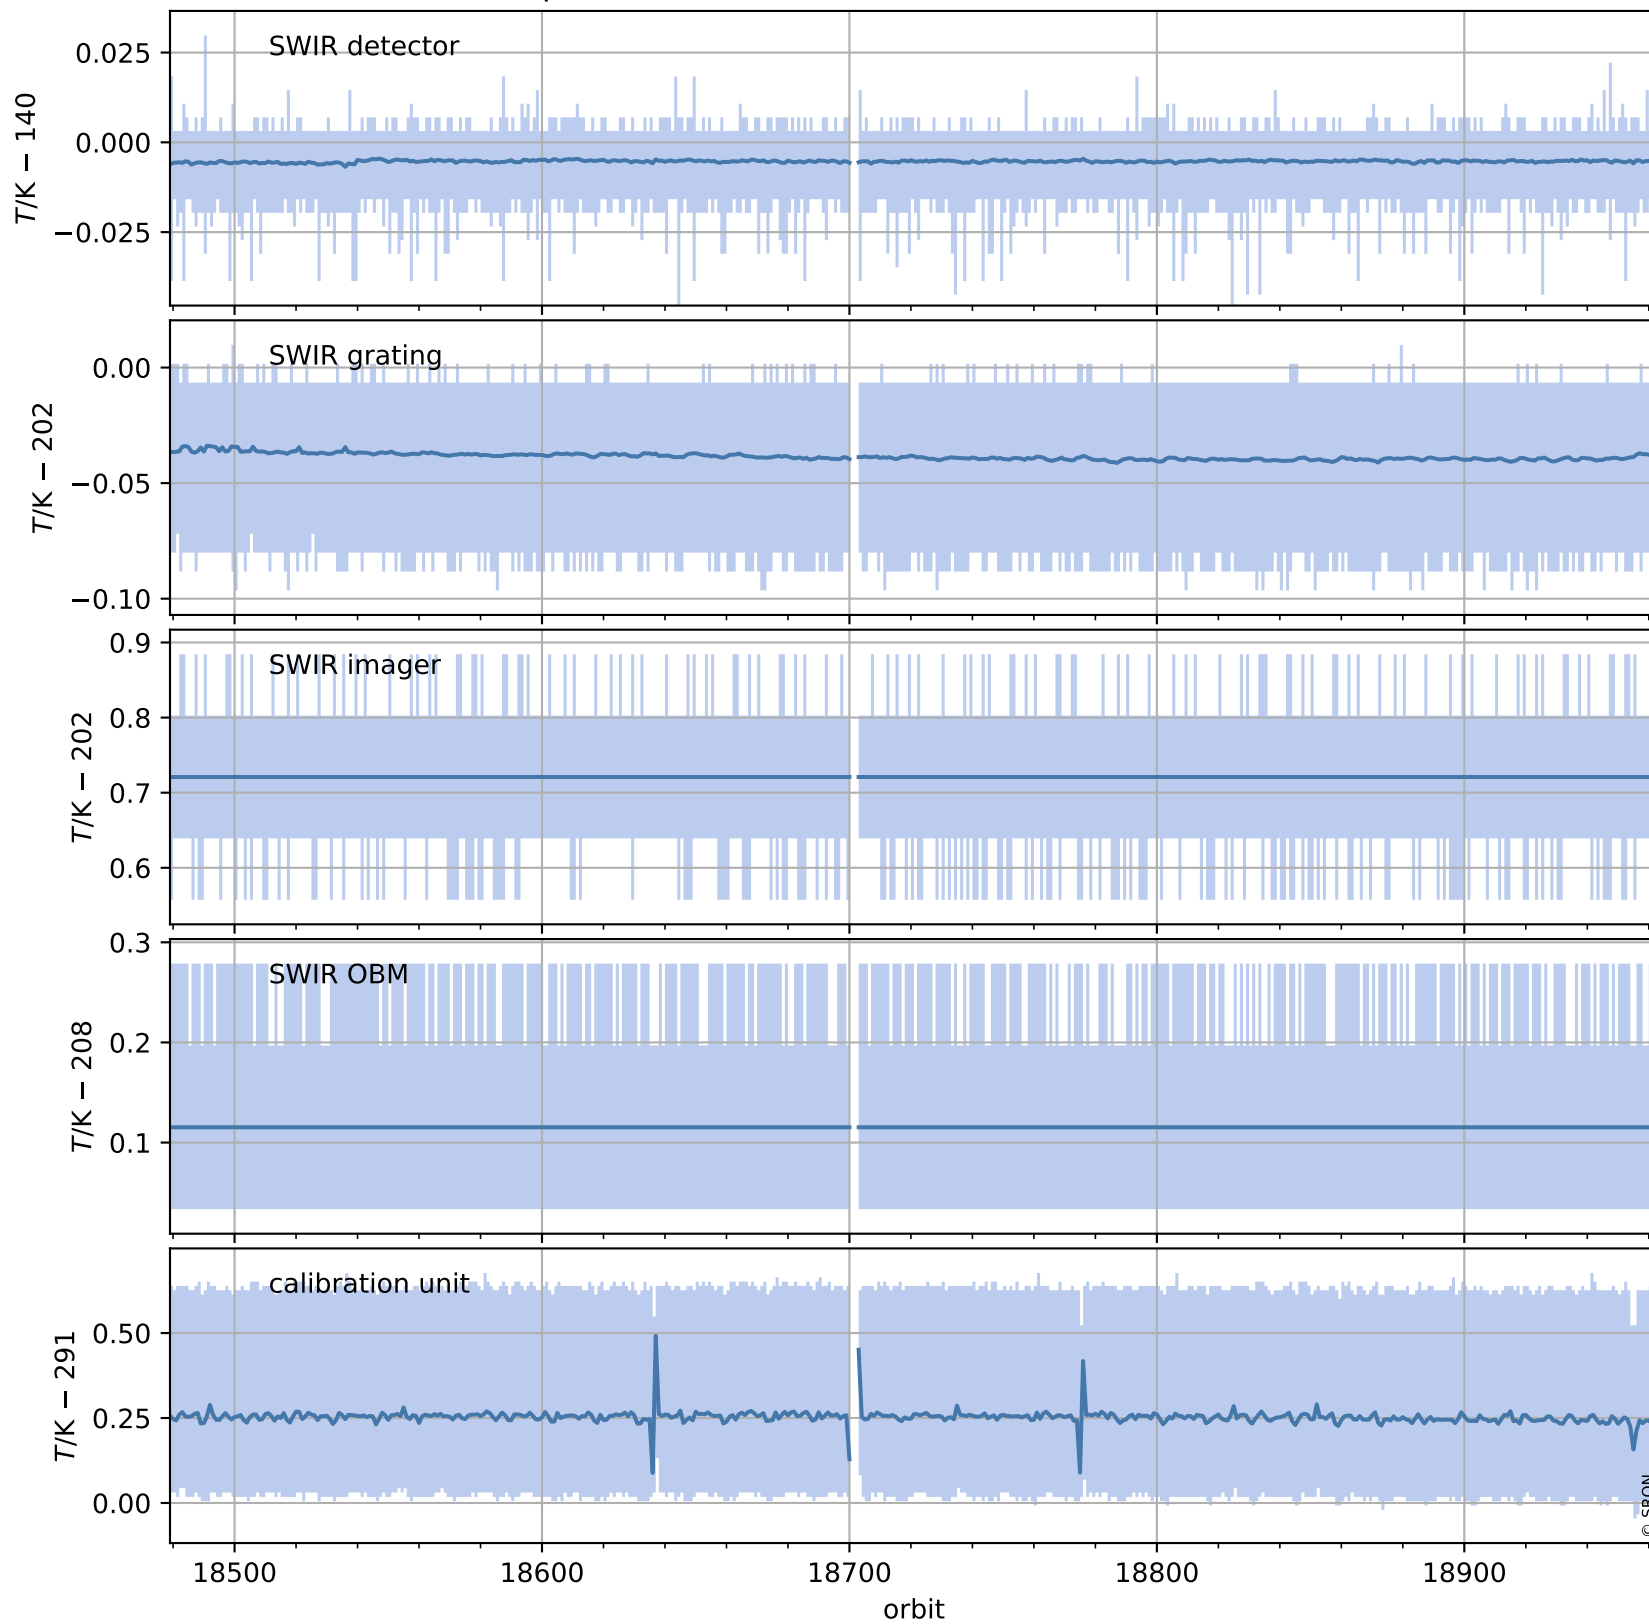 SWIR detector
0.025
0.000
−0.025
T/K − 140
SWIR grating
0.00
−0.05
−0.10
T/K − 202
SWIR imager
0.9
0.8
0.7
0.6
T/K − 202
SWIR OBM
0.3
0.2
0.1
T/K − 208
calibration unit
0.50
0.25
0.00
T/K − 291
18500 18600 18700 18800 18900
orbit
© SRON